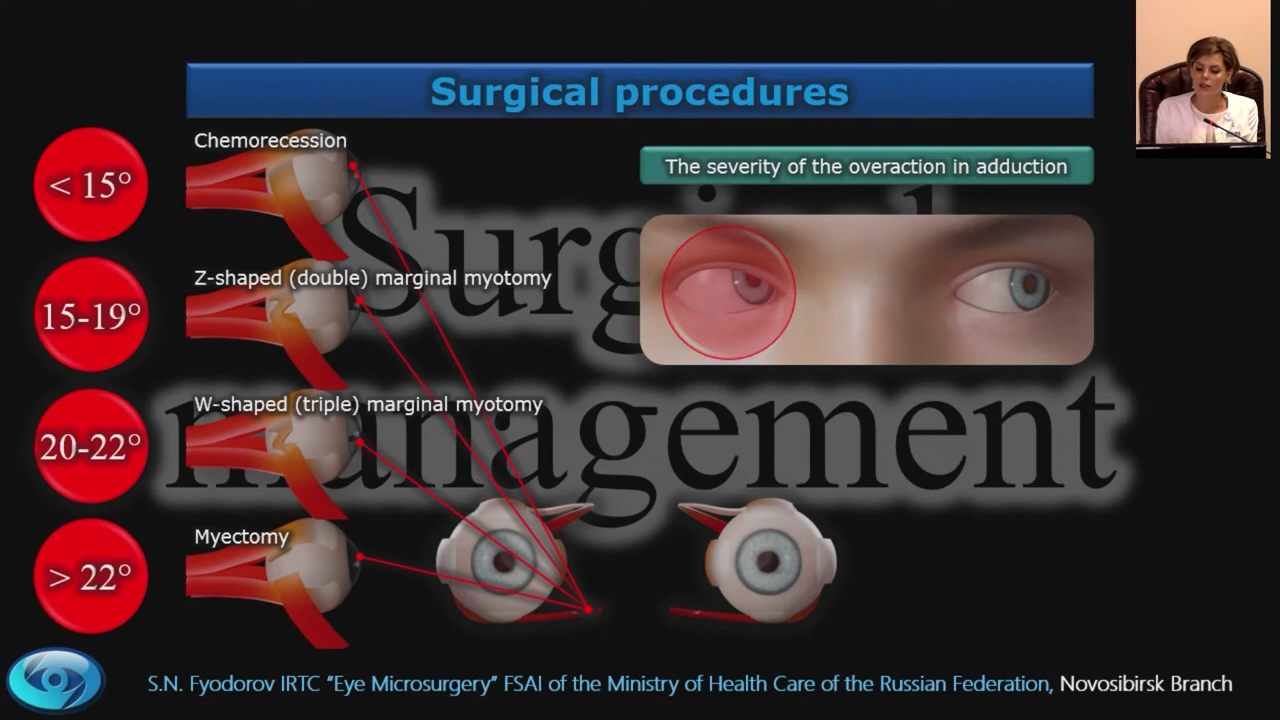 Surgical procedures
Chemorecession
< 15°
The severity of the overaction in adduction
Surgical
Z-shaped (double) marginal myotomy
15-19°
W-shaped (triple) marginal myotomy
20-22°
management
Myectomy
> 22°
S.N. Fyodorov IRTC “Eye Microsurgery” FSAI of the Ministry of Health Care of the Russian Federation, Novosibirsk Branch